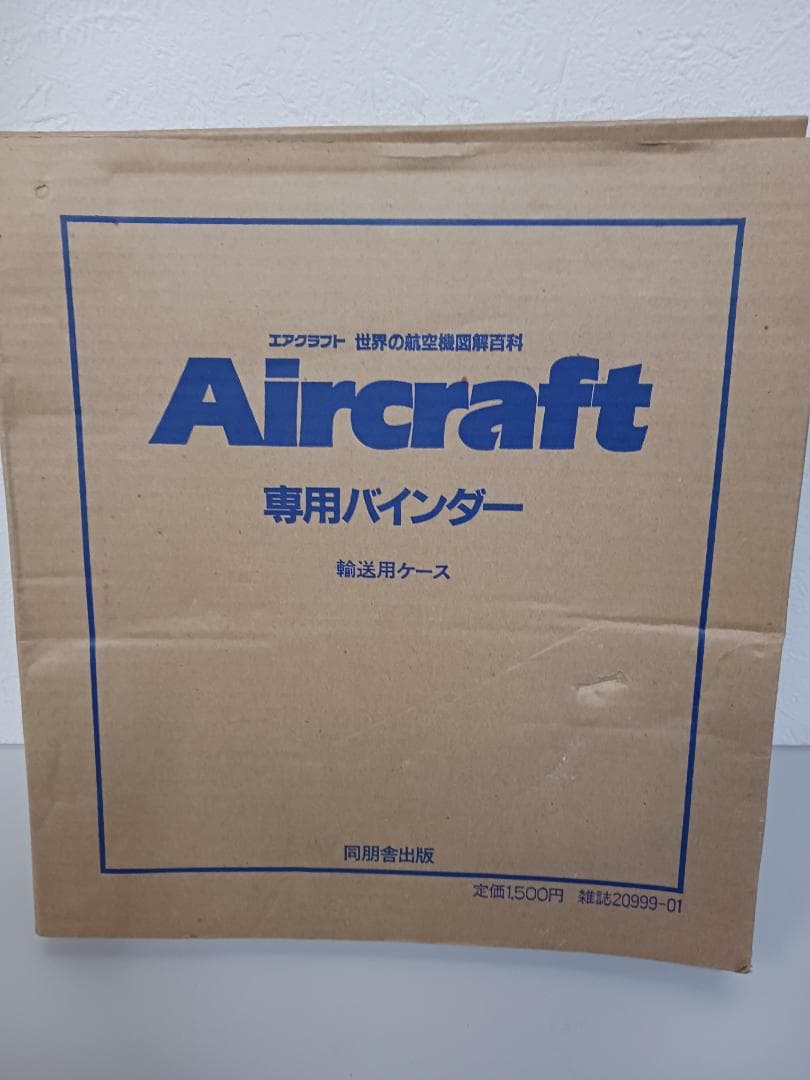 エアクラフト 世界の航空機図解百科
Aircraft
専用バインダー
輸送用ケース
同朋舎出版
定価1,500円 雑誌20999-01